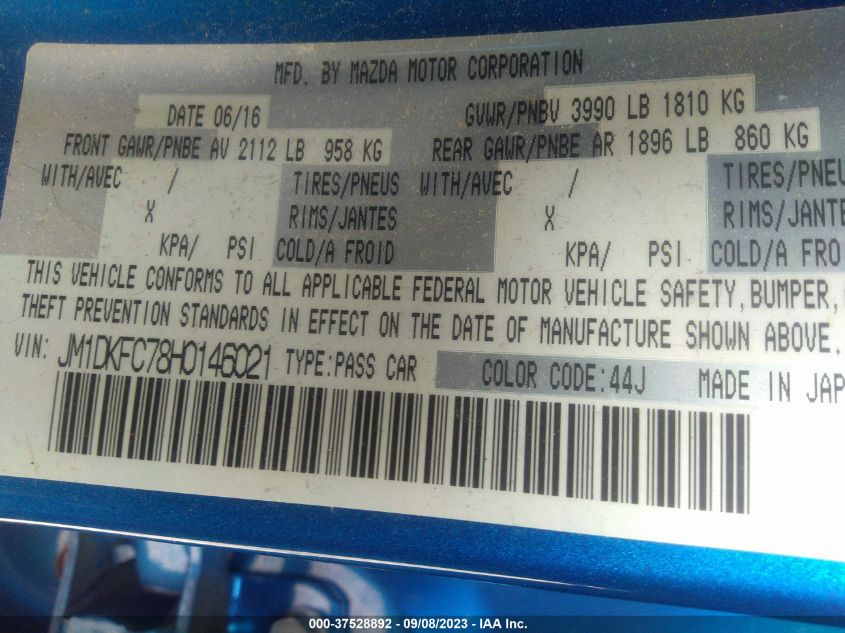 MFD. BY MAZDA MOTOR CORPORATION
DATE 06/16 GVWR/PNBV 3990 LB 1810 KG
FRONT GAWR/PNBE AV 2112 LB 958 KG REAR GAWR/PNBE AR 1896 LB 860 KG
WITH/AVEC / TIRES/PNEUS WITH/AVEC / TIRES/PNEU
X RIMS/JANTES X RIMS/JANTE
KPA/ PSI COLD/A FROID KPA/ PSI COLD/A FRO
THIS VEHICLE CONFORMS TO ALL APPLICABLE FEDERAL MOTOR VEHICLE SAFETY, BUMPER,
THEFT PREVENTION STANDARDS IN EFFECT ON THE DATE OF MANUFACTURE SHOWN ABOVE.
VIN: JM1DKFC78H0146021 TYPE:PASS CAR COLOR CODE:44J MADE IN JAP
000-37528892 - 09/08/2023 - IAA Inc.